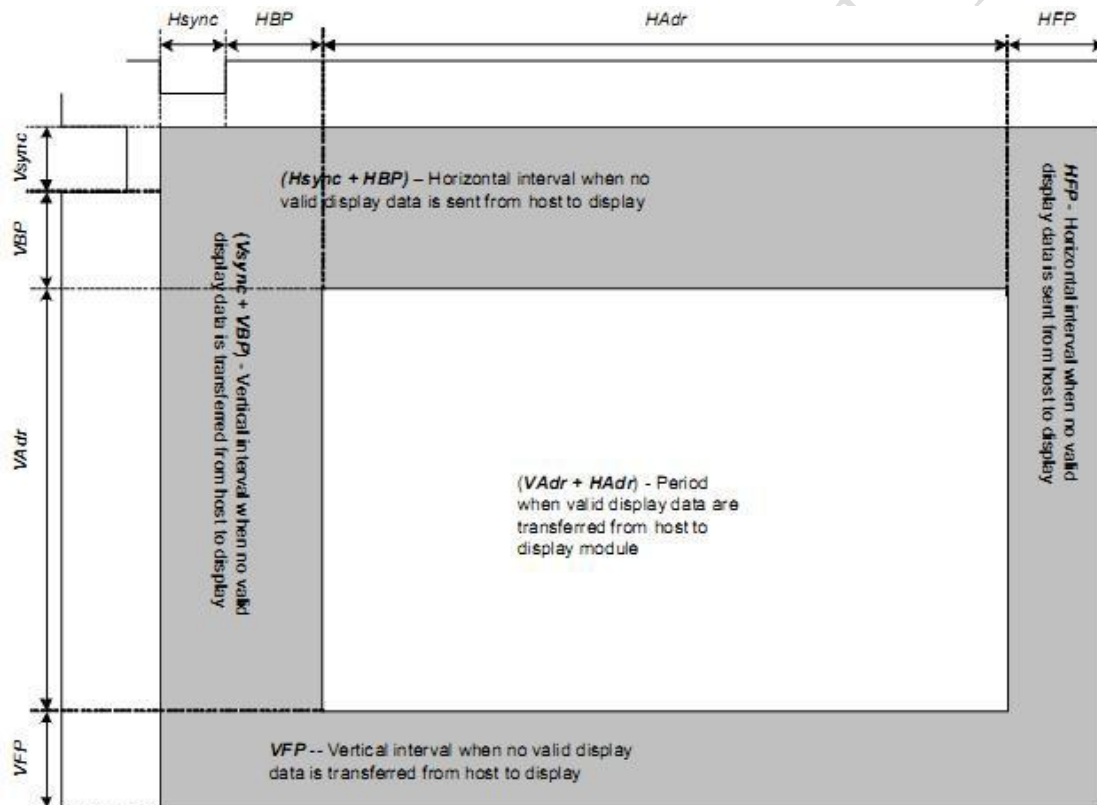 Hsync HBP HAdr HFP
Vsync
VBP
VAdr
VFP
(Hsync + HBP) – Horizontal interval when no
valid display data is sent from host to display
HFP - Horizontal interval when no valid
display data is sent from host to display
(Vsync + VBP) - Vertical interval when no valid
display data is transferred from host to display
(VAdr + HAdr) - Period
when valid display data are
transferred from host to
display module
VFP -- Vertical interval when no valid display
data is transferred from host to display